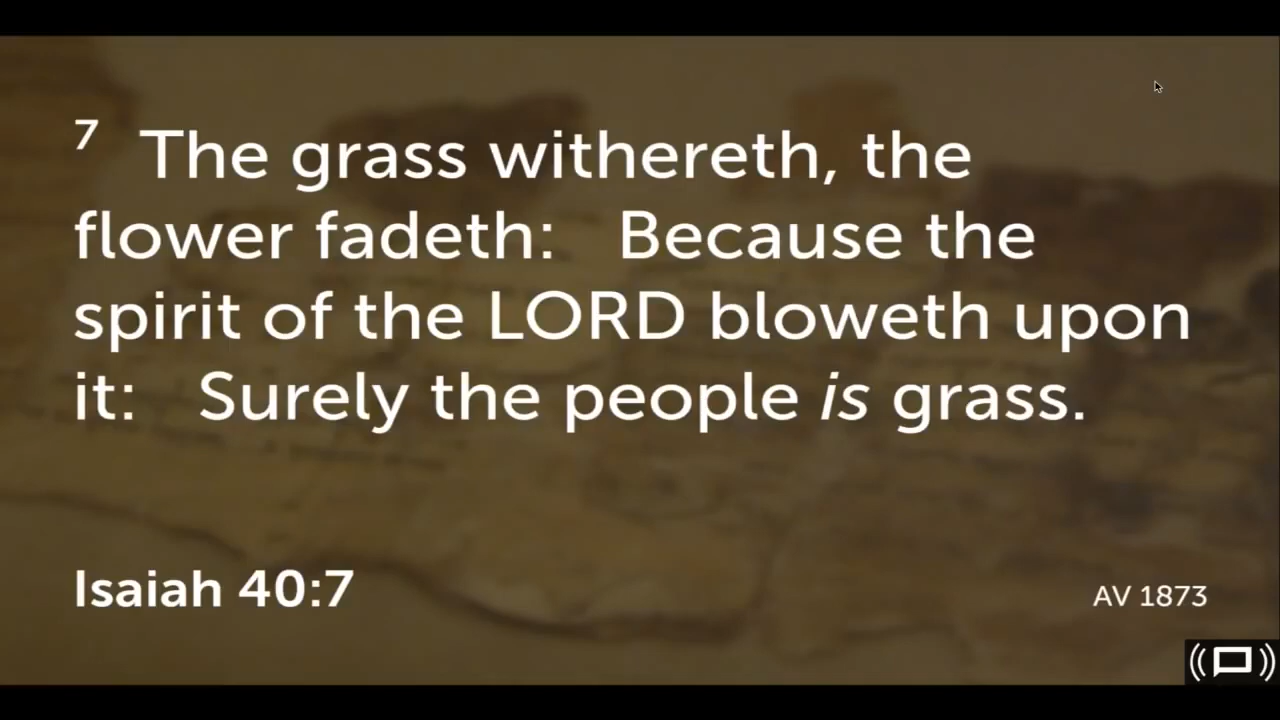 7 The grass withereth, the
flower fadeth: Because the
spirit of the LORD bloweth upon
it: Surely the people is grass.
Isaiah 40:7
AV 1873